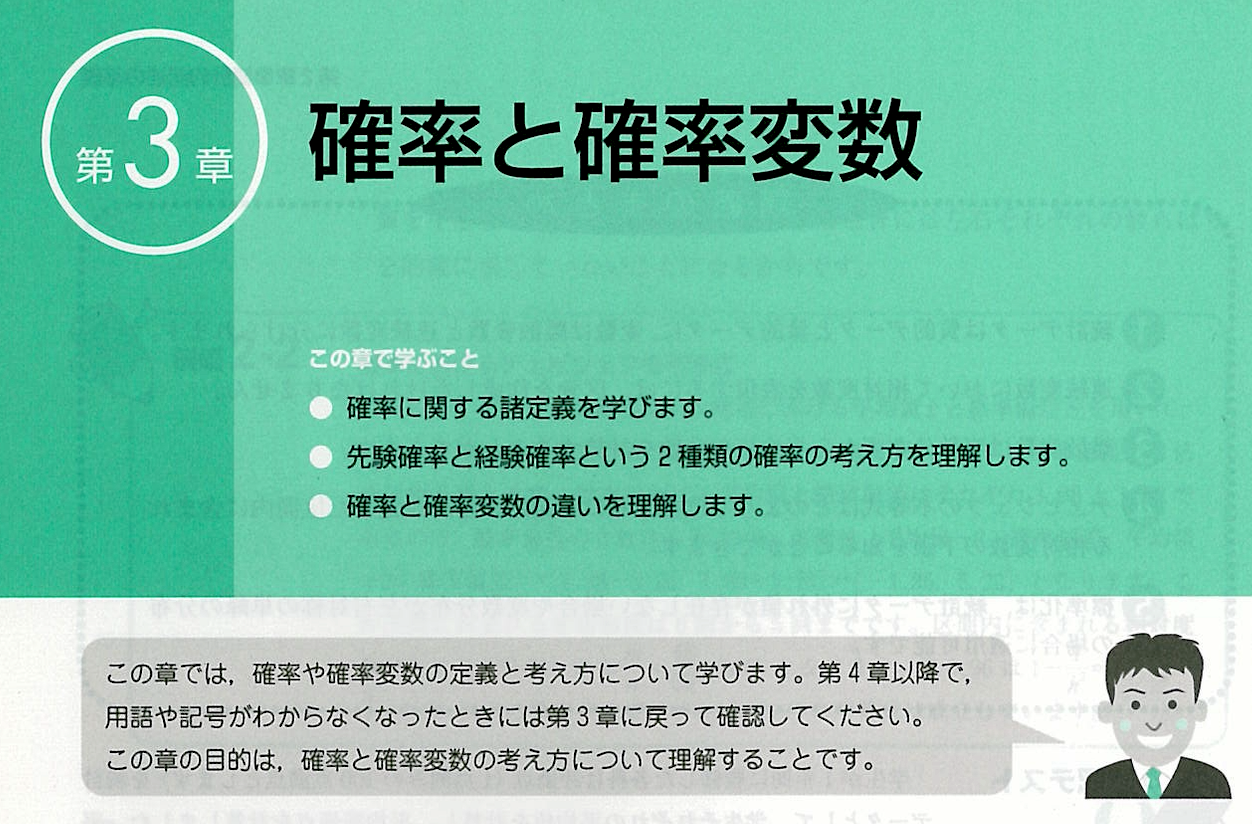 第3章
確率と確率変数
この章で学ぶこと
● 確率に関する諸定義を学びます。
● 先験確率と経験確率という2種類の確率の考え方を理解します。
● 確率と確率変数の違いを理解します。
この章では，確率や確率変数の定義と考え方について学びます。第4章以降で，
用語や記号がわからなくなったときには第3章に戻って確認してください。
この章の目的は，確率と確率変数の考え方について理解することです。